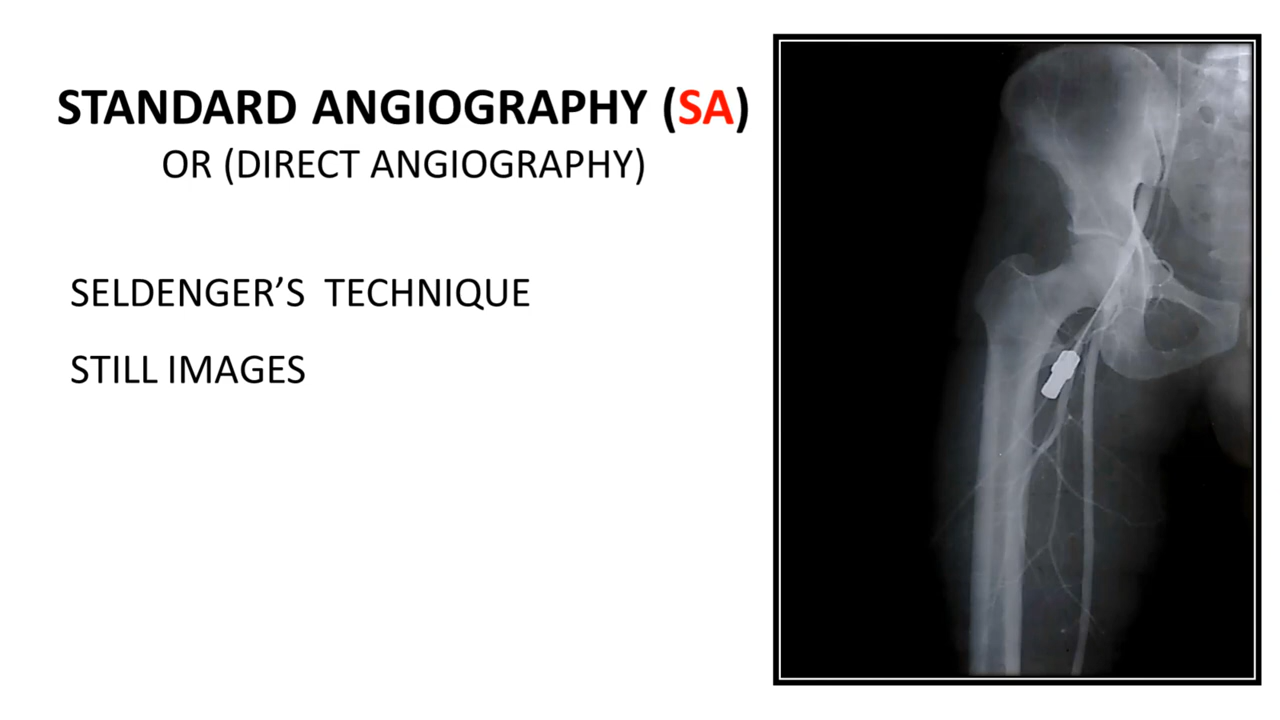 STANDARD ANGIOGRAPHY (SA)
OR (DIRECT ANGIOGRAPHY)
SELDENGER’S TECHNIQUE
STILL IMAGES